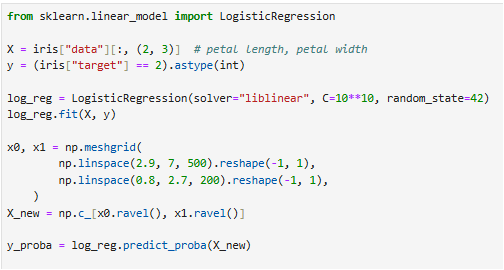 from sklearn.linear_model import LogisticRegression
X = iris["data"][:, (2, 3)]  # petal length, petal width
y = (iris["target"] == 2).astype(int)
log_reg = LogisticRegression(solver="liblinear", C=10**10, random_state=42)
log_reg.fit(X, y)
x0, x1 = np.meshgrid(
        np.linspace(2.9, 7, 500).reshape(-1, 1),
        np.linspace(0.8, 2.7, 200).reshape(-1, 1),
    )
X_new = np.c_[x0.ravel(), x1.ravel()]
y_proba = log_reg.predict_proba(X_new)